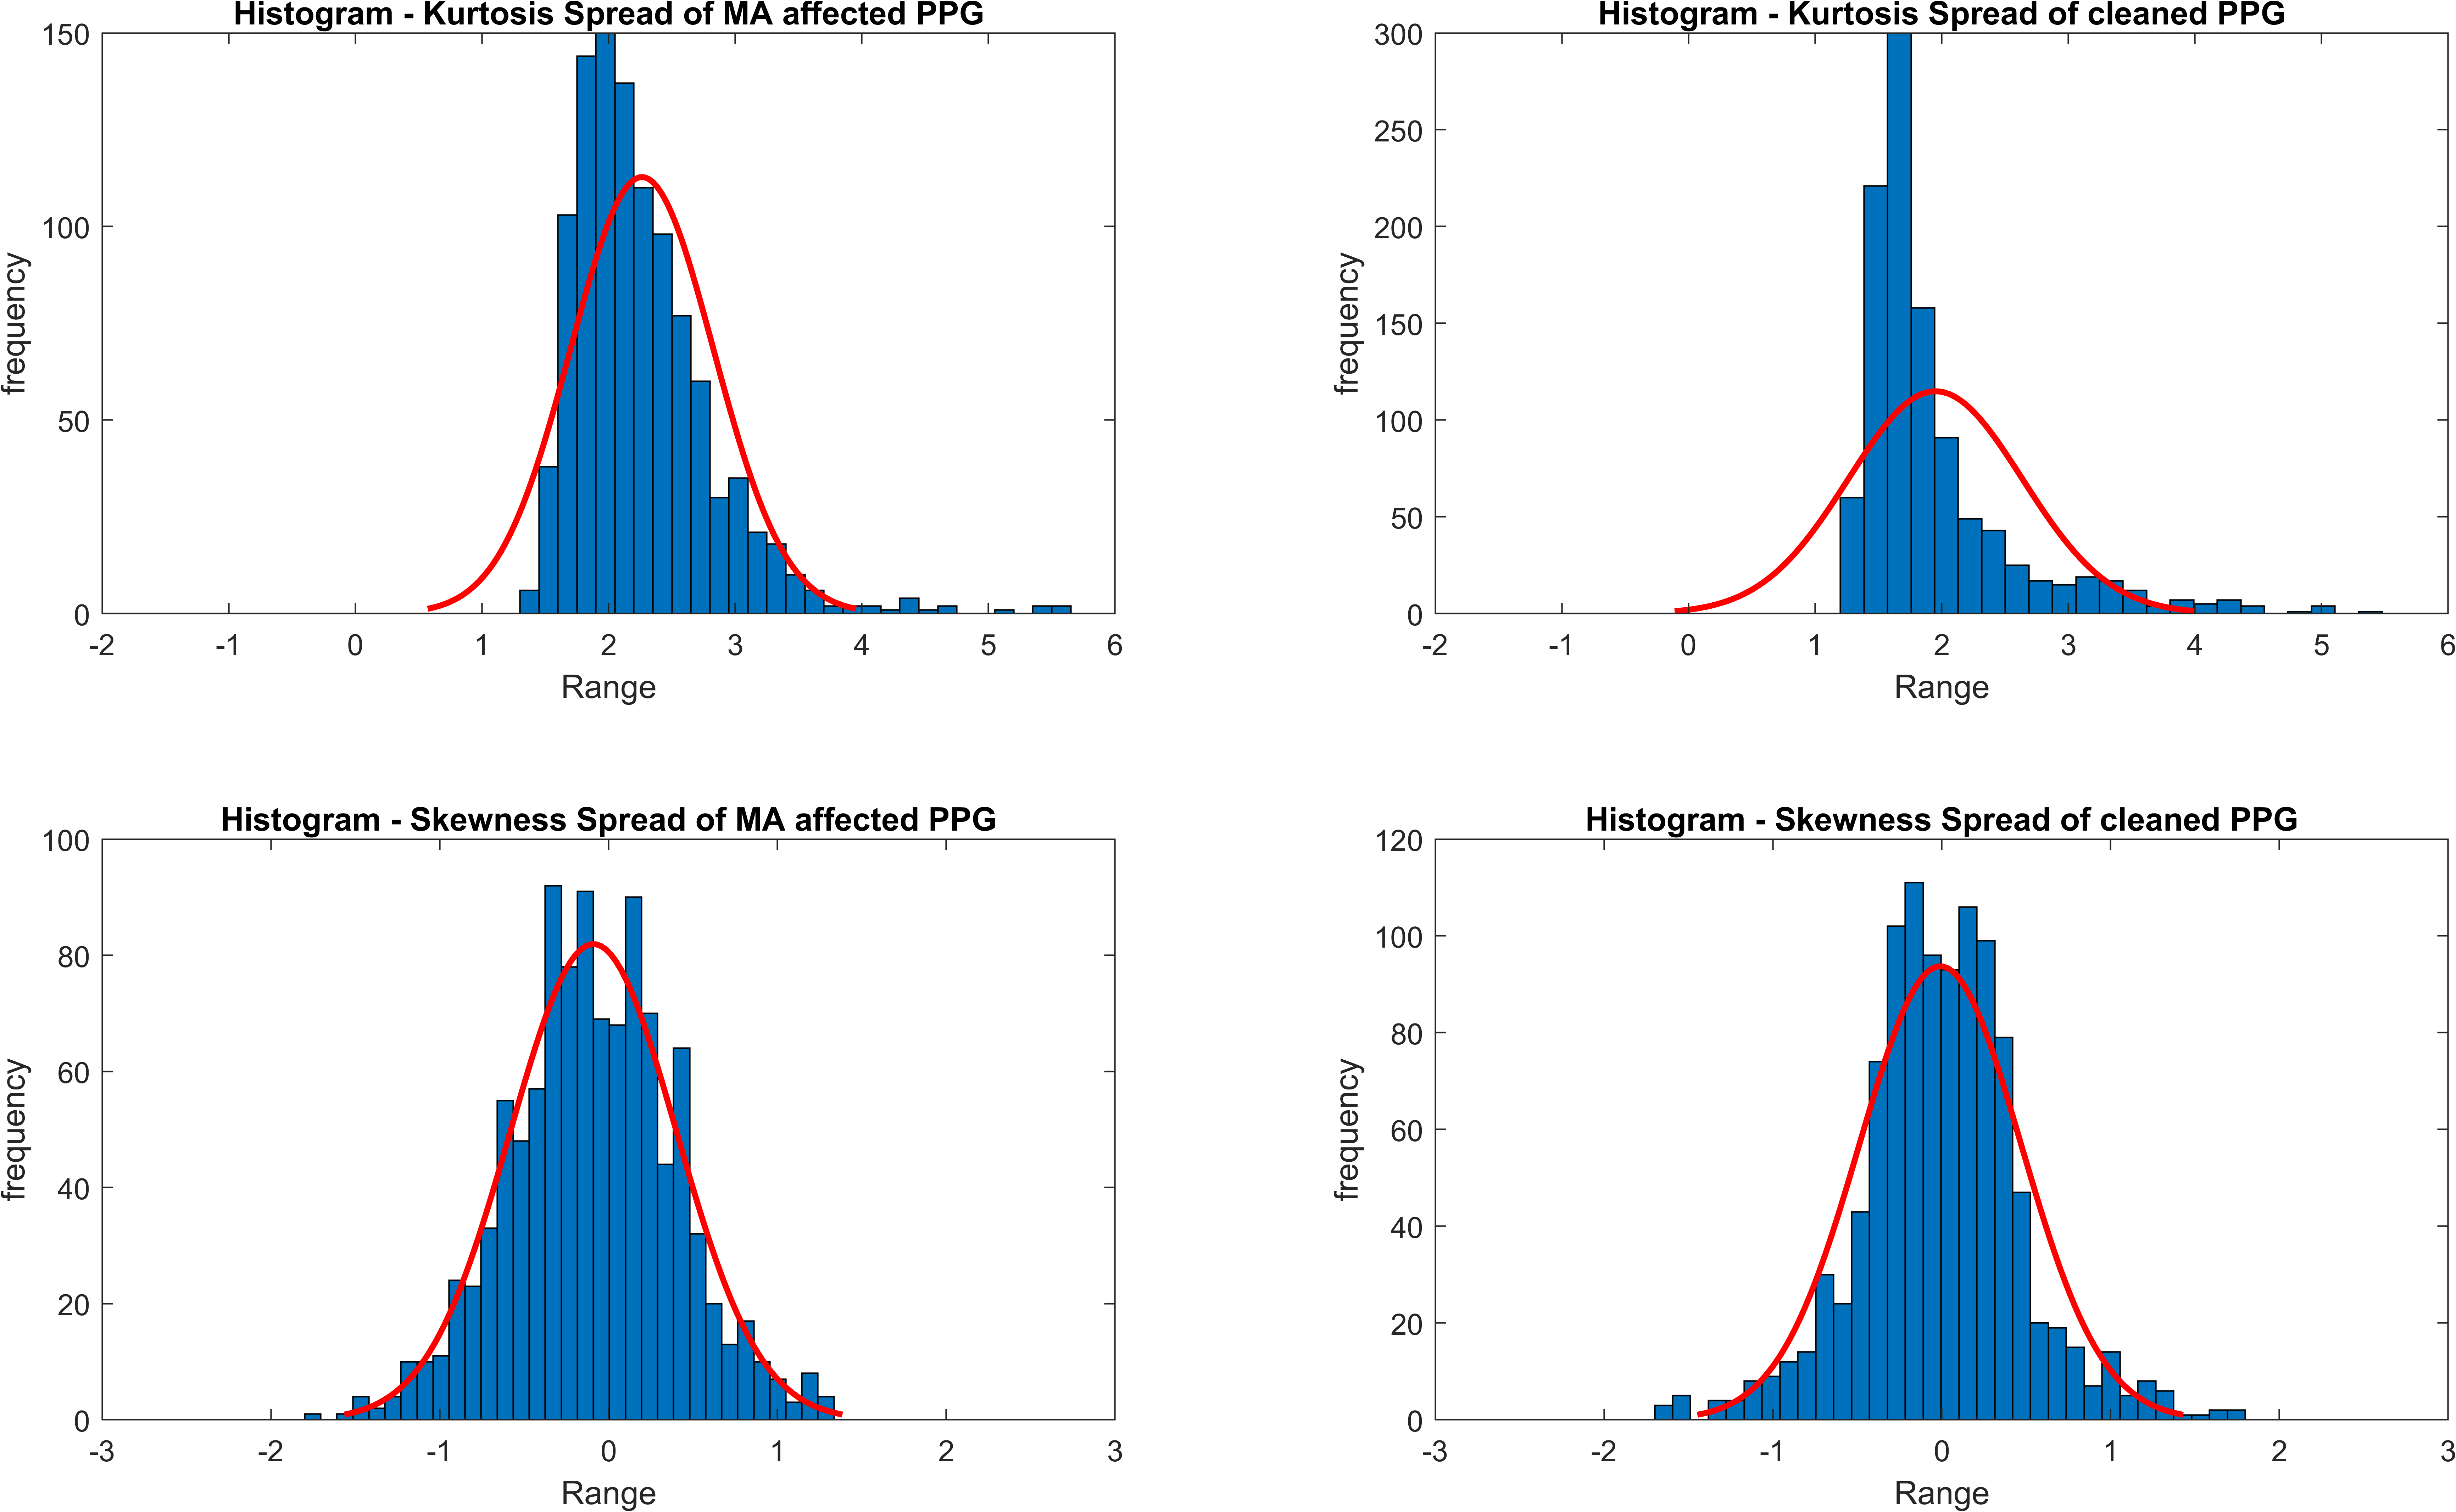 Histogram - Kurtosis Spread of MA affected PPG
150
100
50
0
frequency
-2 -1 0 1 2 3 4 5 6
Range
Histogram - Kurtosis Spread of cleaned PPG
300
250
200
150
100
50
0
frequency
-2 -1 0 1 2 3 4 5 6
Range
Histogram - Skewness Spread of MA affected PPG
100
80
60
40
20
0
frequency
-3 -2 -1 0 1 2 3
Range
Histogram - Skewness Spread of cleaned PPG
120
100
80
60
40
20
0
frequency
-3 -2 -1 0 1 2 3
Range